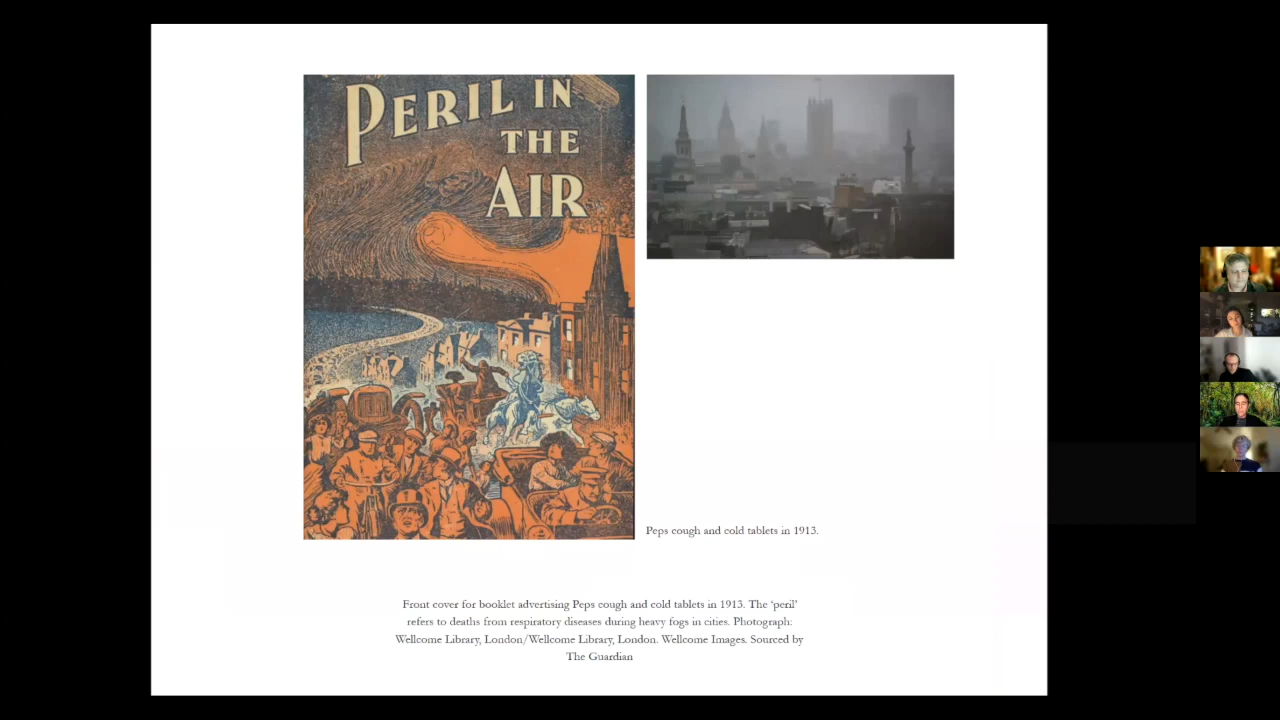 PERIL IN
THE
AIR
Peps cough and cold tablets in 1913.
Front cover for booklet advertising Peps cough and cold tablets in 1913. The ‘peril’
refers to deaths from respiratory diseases during heavy fogs in cities. Photograph:
Wellcome Library, London/Wellcome Library, London. Wellcome Images. Sourced by
The Guardian